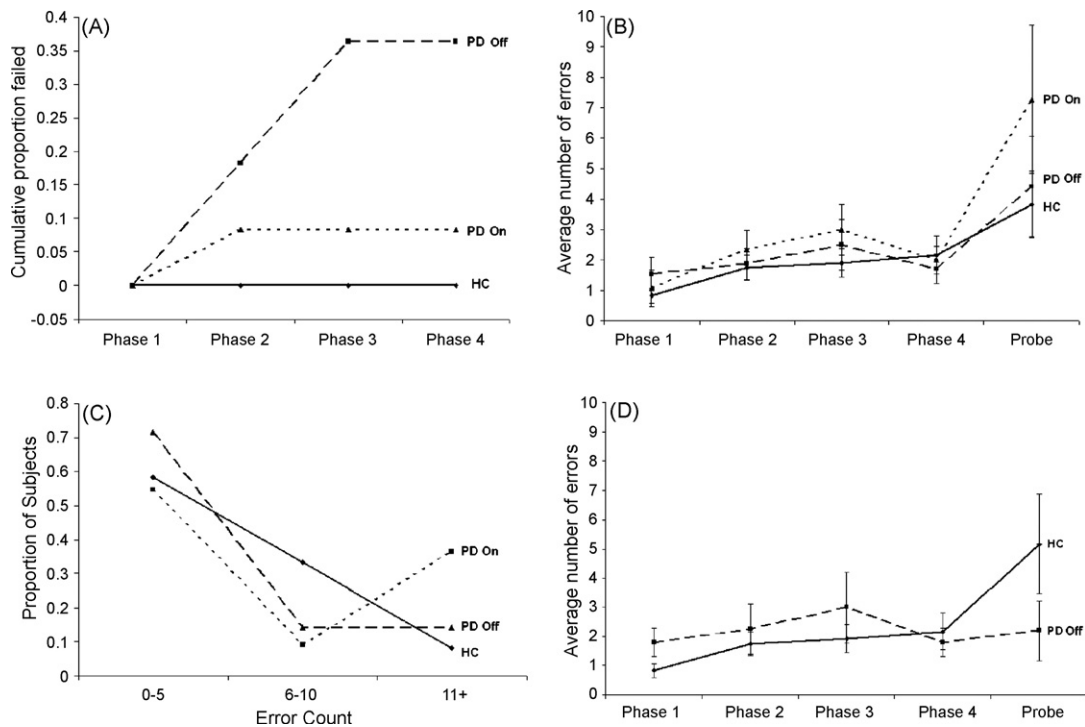 (A)
Cumulative proportion failed
0.4
0.35
0.3
0.25
0.2
0.15
0.1
0.05
0
-0.05
PD Off
PD On
HC
Phase 1 Phase 2 Phase 3 Phase 4
(B)
Average number of errors
10
9
8
7
6
5
4
3
2
1
0
PD On
PD Off
HC
Phase 1 Phase 2 Phase 3 Phase 4 Probe
(C)
Proportion of Subjects
0.8
0.7
0.6
0.5
0.4
0.3
0.2
0.1
0
PD On
PD Off
HC
0-5 6-10 11+
Error Count
(D)
Average number of errors
10
9
8
7
6
5
4
3
2
1
0
HC
PD Off
Phase 1 Phase 2 Phase 3 Phase 4 Probe